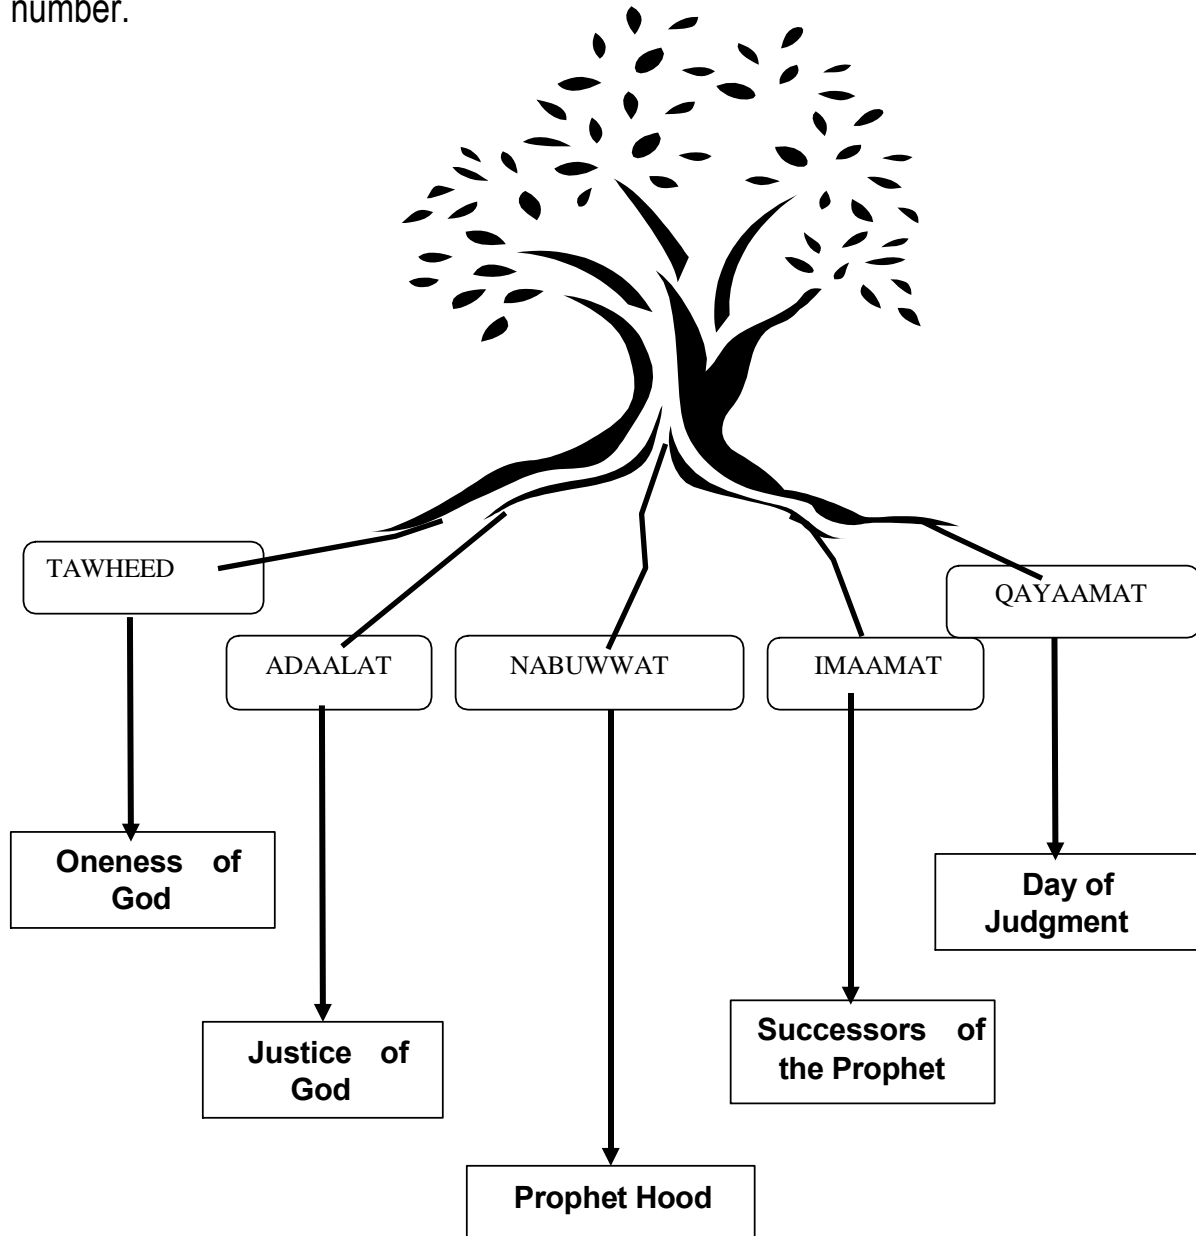 number.
TAWHEED
QAYAAMAT
ADAALAT
NABUWWAT
IMAAMAT
Oneness of
God
Day of
Judgment
Justice of
God
Successors of
the Prophet
Prophet Hood